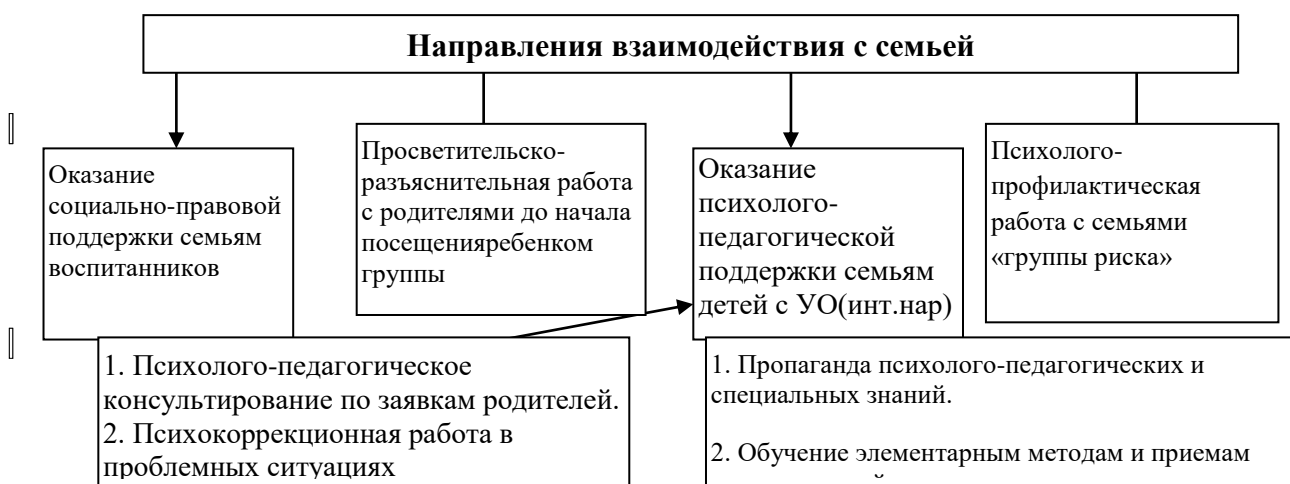 Направления взаимодействия с семьей
Оказание
социально-правовой
поддержки семьям
воспитанников
Просветительско-
разъяснительная работа
с родителями до начала
посещенияребенком
группы
Оказание
психолого-
педагогической
поддержки семьям
детей с УО(инт.нар)
Психолого-
профилактическая
работа с семьями
«группы риска»
1. Психолого-педагогическое
консультирование по заявкам родителей.
2. Психокоррекционная работа в
проблемных ситуациях
1. Пропаганда психолого-педагогических и
специальных знаний.
2. Обучение элементарным методам и приемам